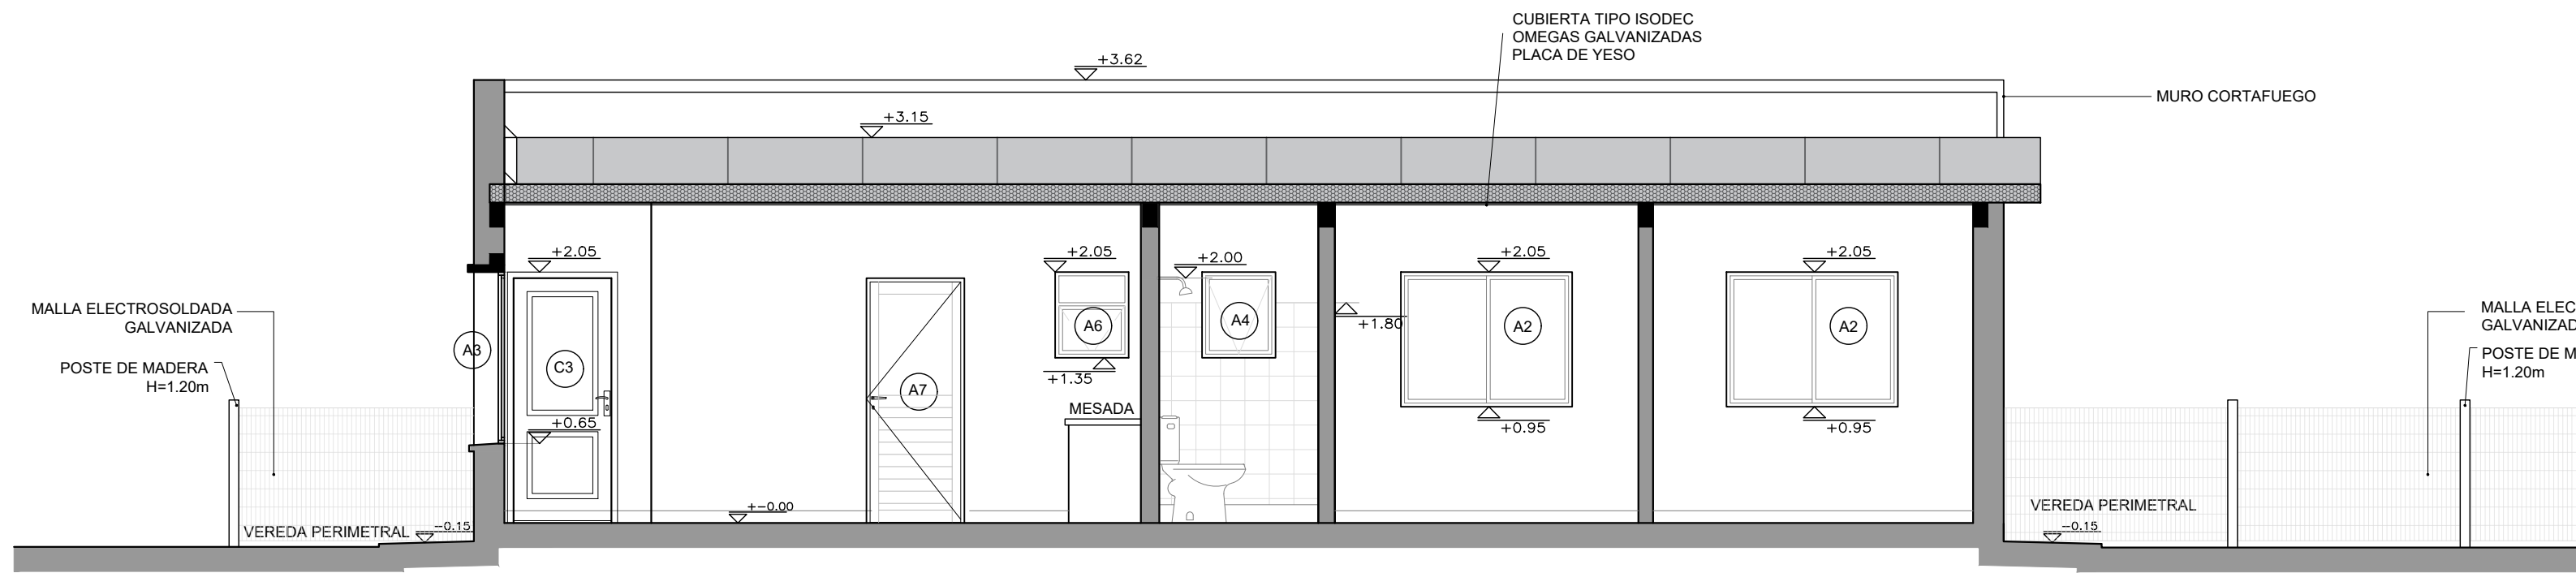 CUBIERTA TIPO ISODEC
OMEGAS GALVANIZADAS
PLACA DE YESO
+3.62
MURO CORTAFUEGO
+3.15
+2.05
+2.05
+2.00
+2.05
+2.05
MALLA ELECTROSOLDADA
GALVANIZADA
A3
C3
A7
A6
A4
+1.80
A2
A2
MALLA ELEC
GALVANIZAD
POSTE DE MADERA
H=1.20m
POSTE DE M
H=1.20m
+1.35
MESADA
+0.65
+0.95
+0.95
+-0.00
VEREDA PERIMETRAL
-0.15
VEREDA PERIMETRAL
-0.15